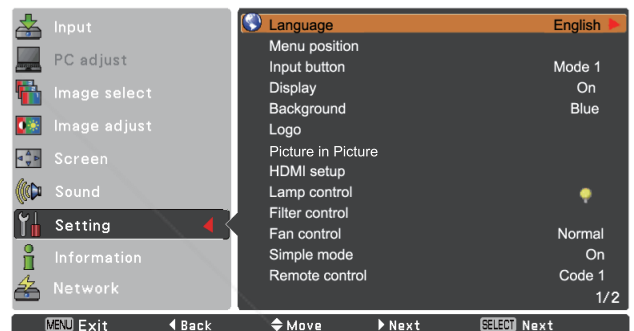 Input
PC adjust
Image select
Image adjust
Screen
Sound
Setting
Information
Network
Language English
Menu position
Input button Mode 1
Display On
Background Blue
Logo
Picture in Picture
HDMI setup
Lamp control
Filter control
Fan control Normal
Simple mode On
Remote control Code 1
1/2
MENU Exit Back Move Next SELECT Next